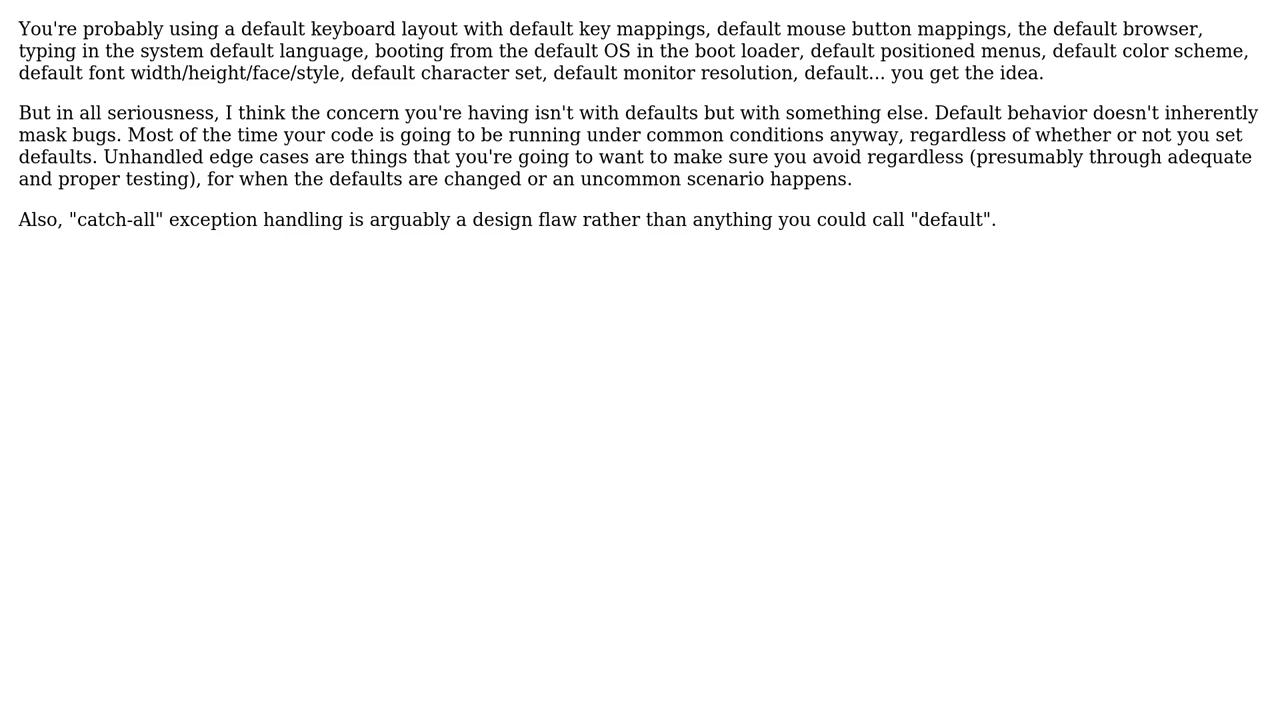 You're probably using a default keyboard layout with default key mappings, default mouse button mappings, the default browser,
typing in the system default language, booting from the default OS in the boot loader, default positioned menus, default color scheme,
default font width/height/face/style, default character set, default monitor resolution, default... you get the idea.
But in all seriousness, I think the concern you're having isn't with defaults but with something else. Default behavior doesn't inherently
mask bugs. Most of the time your code is going to be running under common conditions anyway, regardless of whether or not you set
defaults. Unhandled edge cases are things that you're going to want to make sure you avoid regardless (presumably through adequate
and proper testing), for when the defaults are changed or an uncommon scenario happens.
Also, "catch-all" exception handling is arguably a design flaw rather than anything you could call "default".